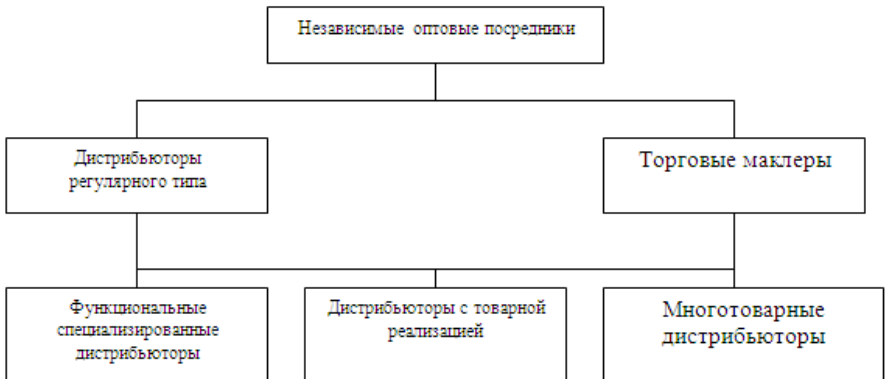 Независимые оптовые посредники
Дистрибьюторы
регулярного типа
Торговые маклеры
Функциональные
специализированные
дистрибьюторы
Дистрибьюторы с товарной
реализацией
Многотоварные
дистрибьюторы